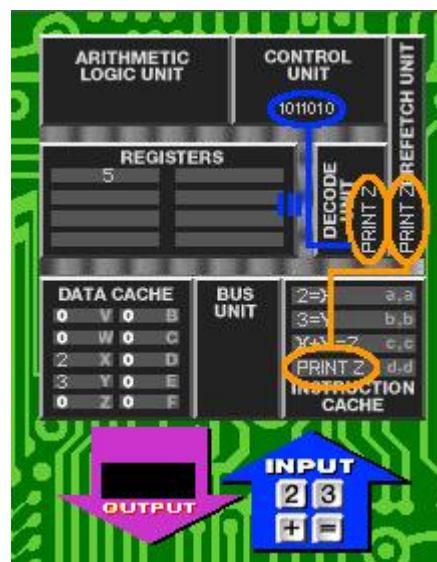 ARITHMETIC
LOGIC UNIT
CONTROL
UNIT
1011010
PREFETCH UNIT
PRINT Z
REGISTERS
5
DECODE
UNIT
PRINT Z
DATA CACHE
0 V 0 B
0 W 0 C
2 X 0 D
3 Y 0 E
0 Z 0 F
BUS
UNIT
2=X a,a
3=Y b,b
X+Y=Z c,c
PRINT Z d,d
INSTRUCTION
CACHE
OUTPUT
INPUT
2 3
+ =